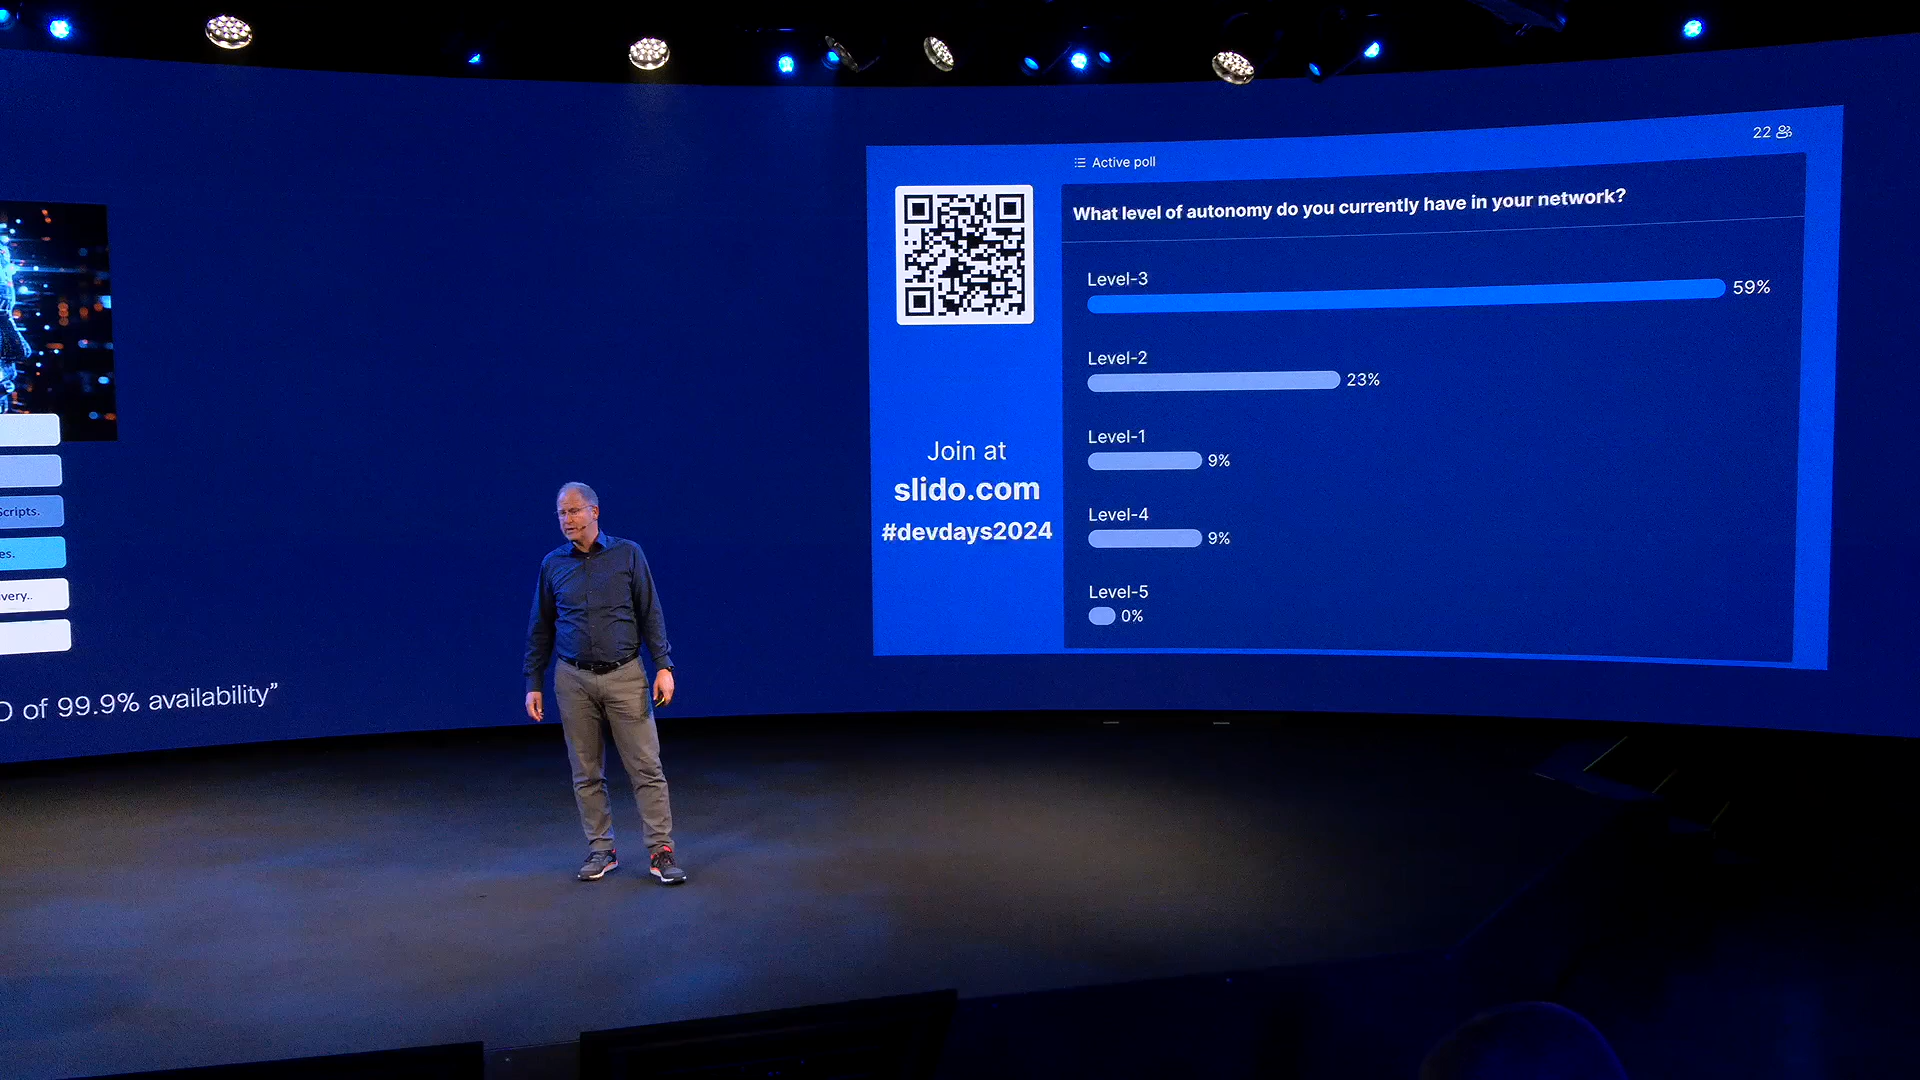 Scripts.
es.
very..
of 99.9% availability”
22
Active poll
What level of autonomy do you currently have in your network?
Level-3
59%
Level-2
23%
Level-1
9%
Level-4
9%
Level-5
0%
Join at
slido.com
#devdays2024